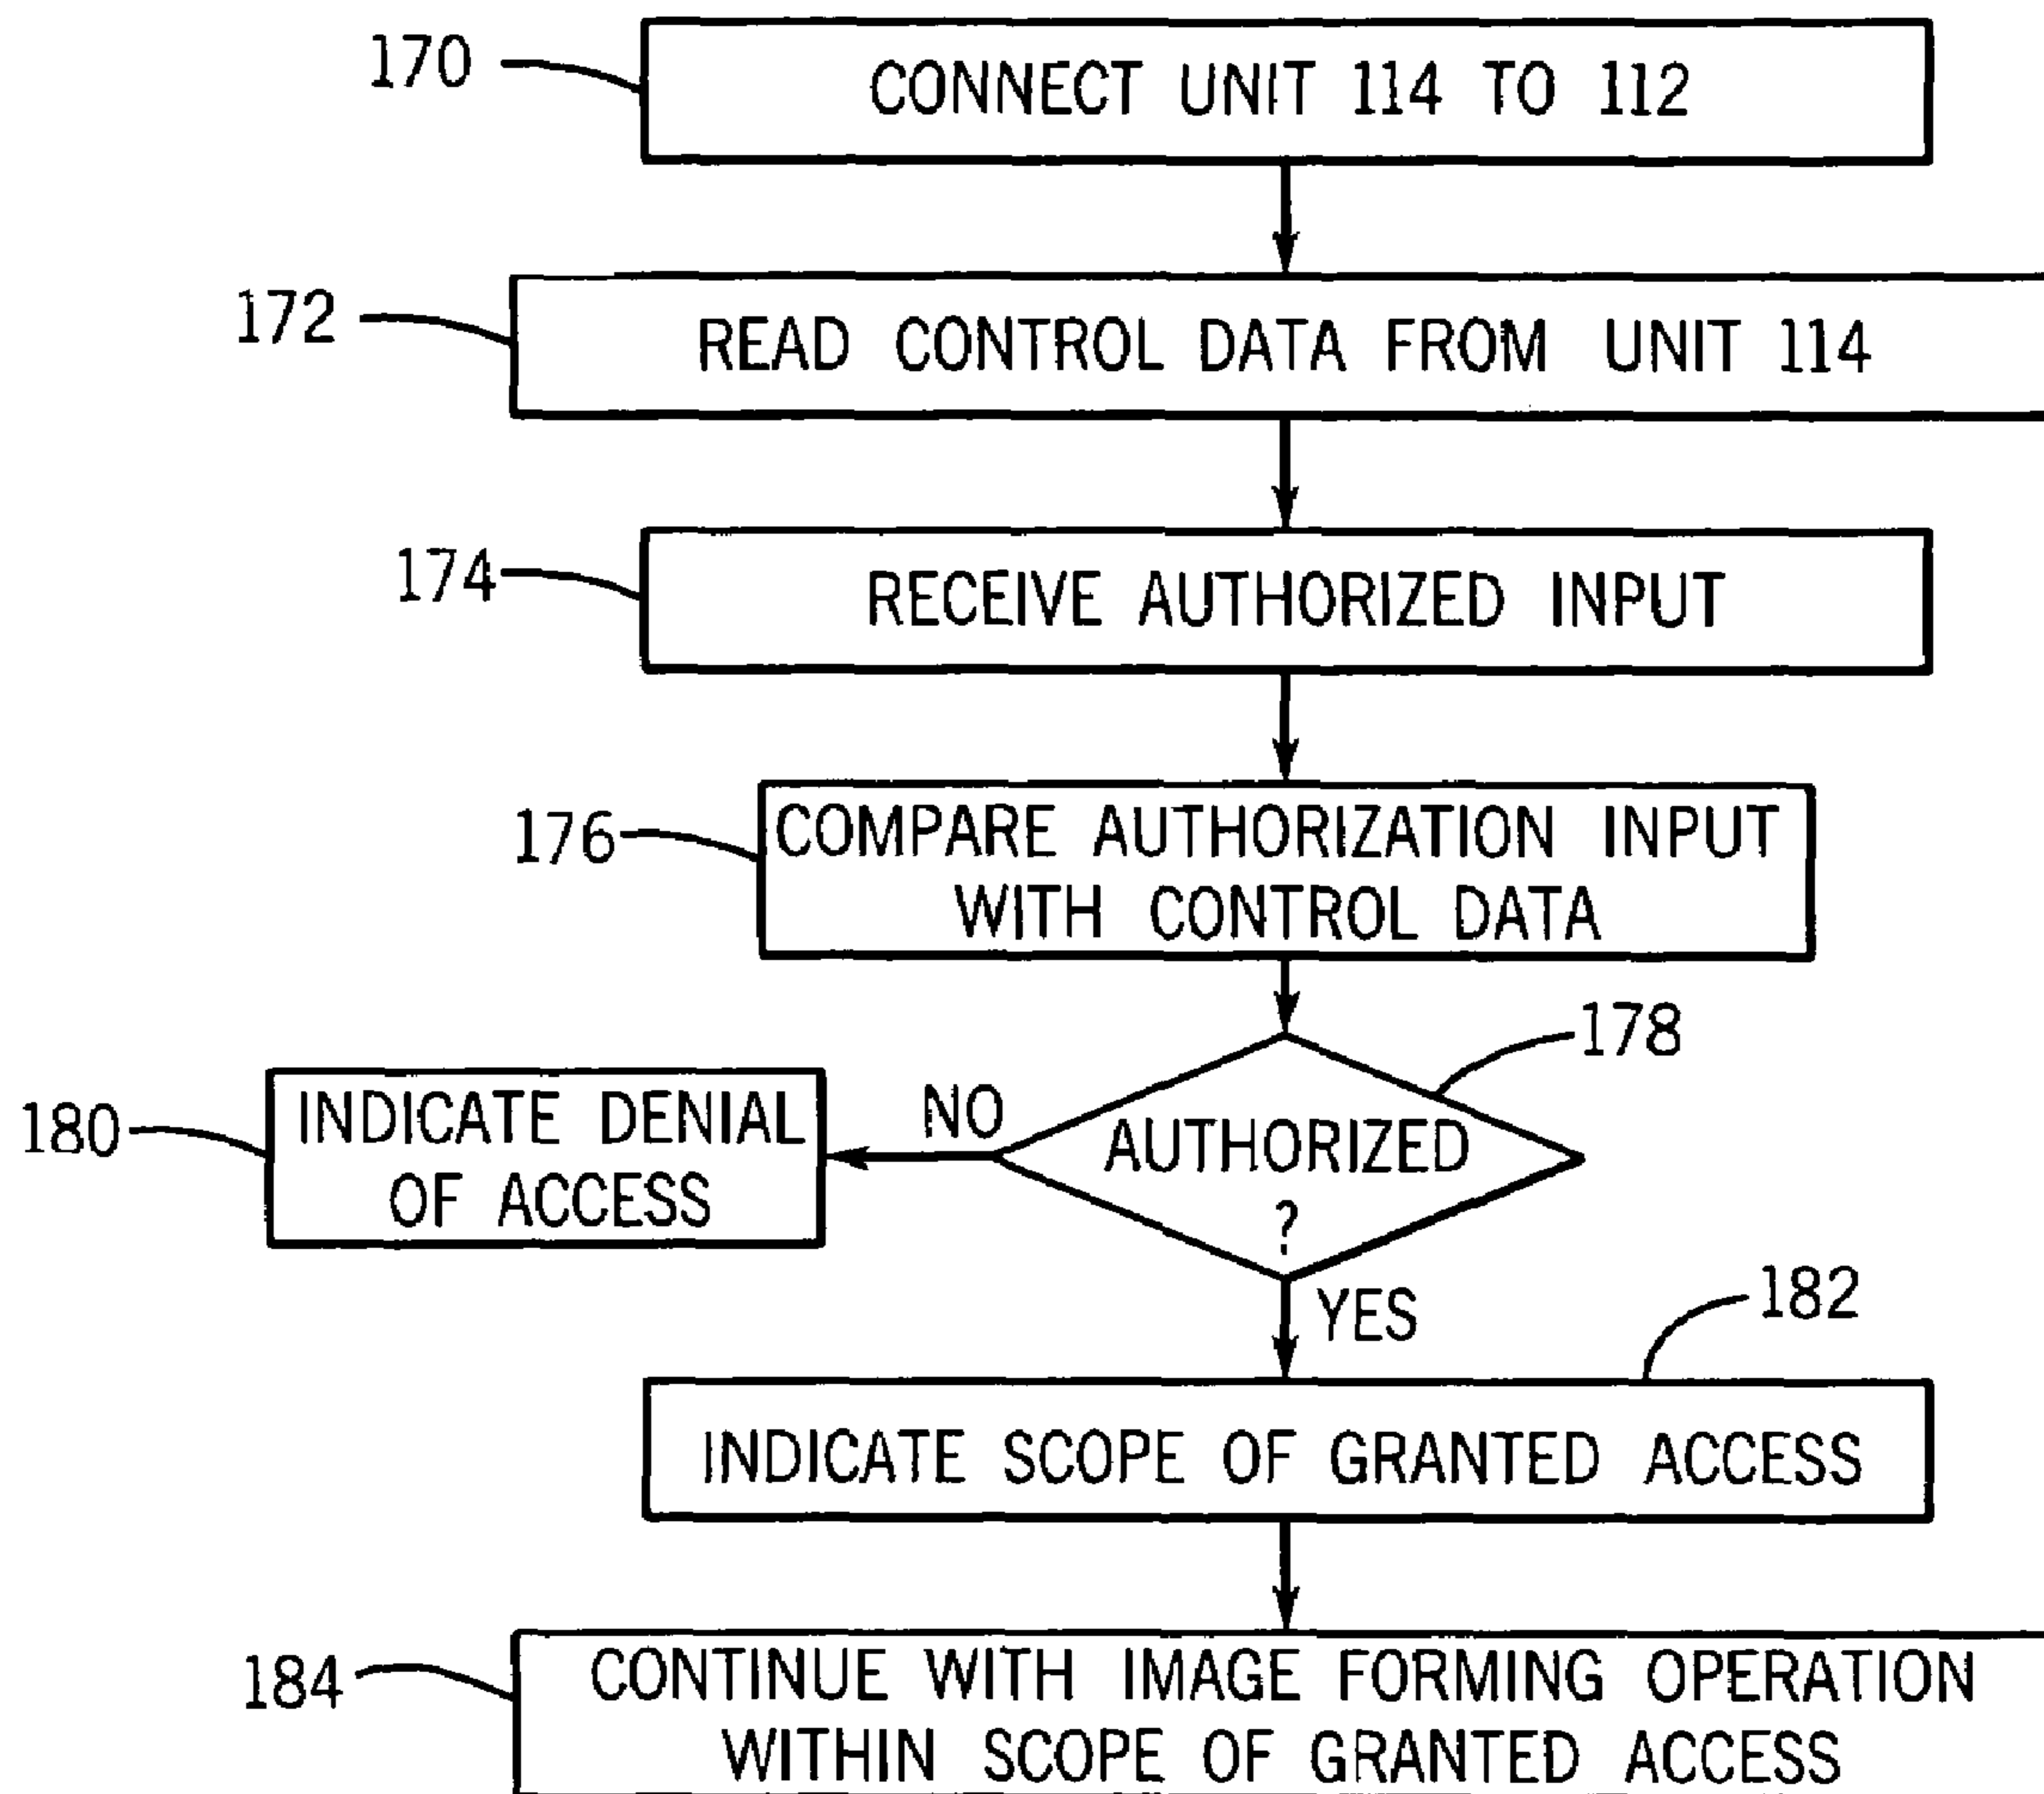 170
CONNECT UNIT 114 TO 112
172
READ CONTROL DATA FROM UNIT 114
174
RECEIVE AUTHORIZED INPUT
176
COMPARE AUTHORIZATION INPUT
WITH CONTROL DATA
178
AUTHORIZED
?
NO
180
INDICATE DENIAL
OF ACCESS
YES
182
INDICATE SCOPE OF GRANTED ACCESS
184
CONTINUE WITH IMAGE FORMING OPERATION
WITHIN SCOPE OF GRANTED ACCESS